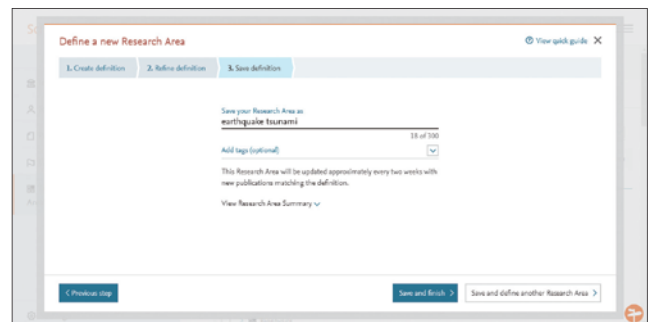 Define a new Research Area
View quick guide
1. Create definition
2. Refine definition
3. Save definition
Save your Research Area as
earthquake tsunami
18 of 300
Add tags (optional)
This Research Area will be updated approximately every two weeks with
new publications matching the definition.
View Research Area Summary
Previous step
Save and finish
Save and define another Research Area